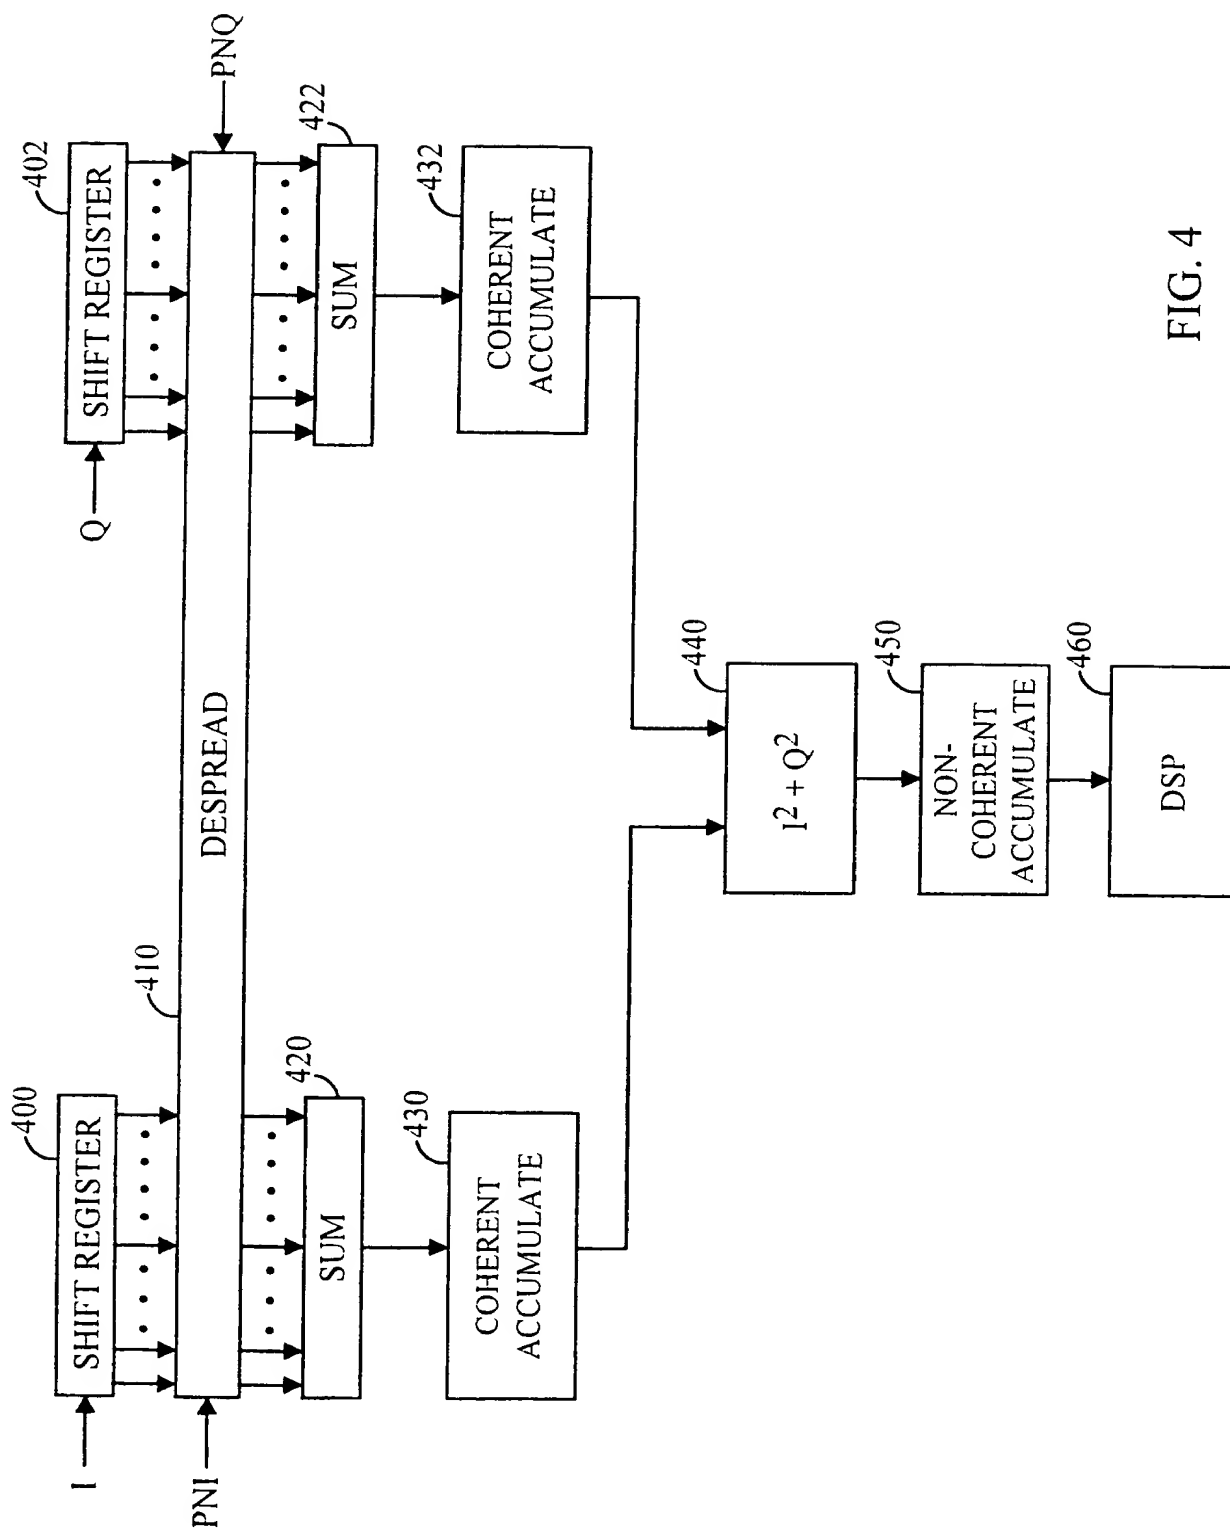 400
402
I
SHIFT REGISTER
Q
SHIFT REGISTER
410
PNI
DESPREAD
PNQ
420
422
SUM
SUM
430
432
COHERENT
ACCUMULATE
COHERENT
ACCUMULATE
440
I² + Q²
450
NON-
COHERENT
ACCUMULATE
460
DSP
FIG. 4